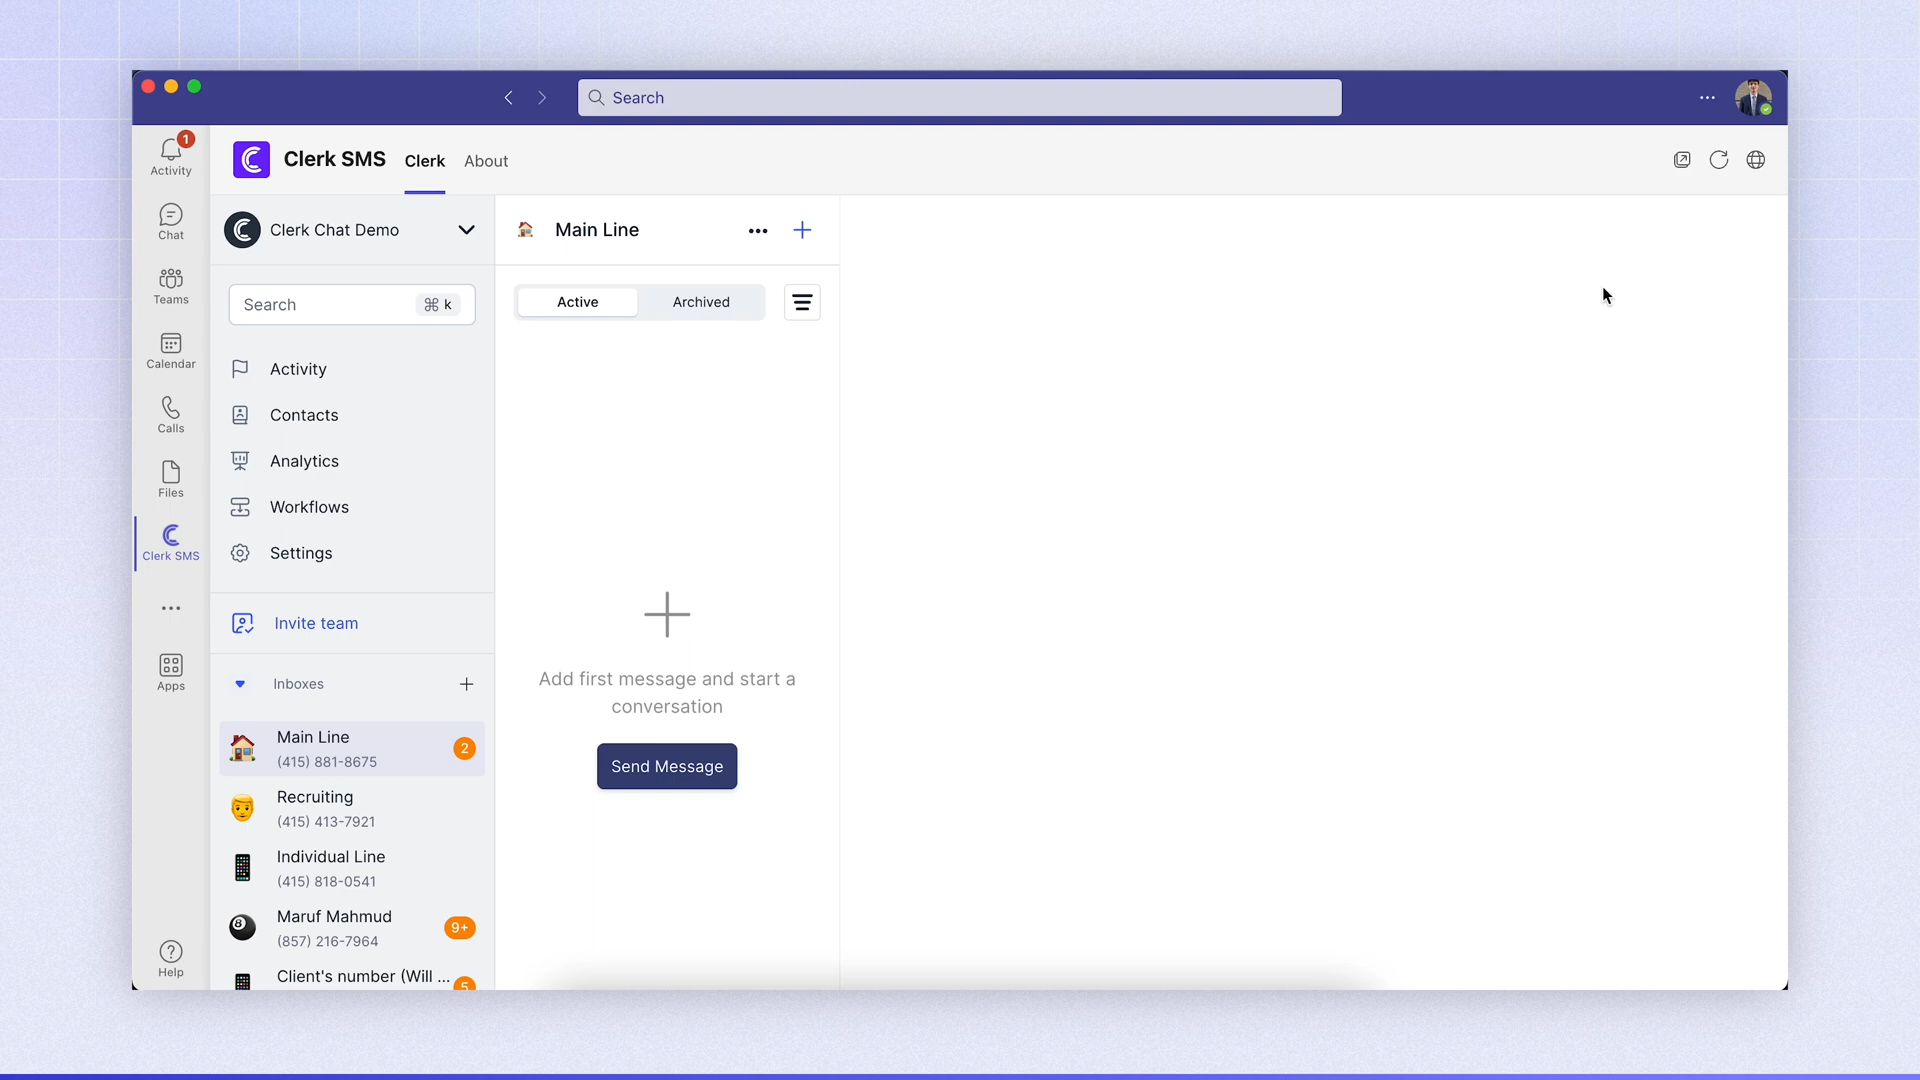 Search
1
Activity
Chat
Teams
Calendar
Calls
Files
Clerk SMS
Apps
Help
Clerk SMS
Clerk
About
Clerk Chat Demo
Search
⌘ k
Activity
Contacts
Analytics
Workflows
Settings
Invite team
Inboxes
Main Line
(415) 881-8675
2
Recruiting
(415) 413-7921
Individual Line
(415) 818-0541
Maruf Mahmud
(857) 216-7964
9+
Client's number (Will ...
5
Main Line
Active
Archived
Add first message and start a
conversation
Send Message